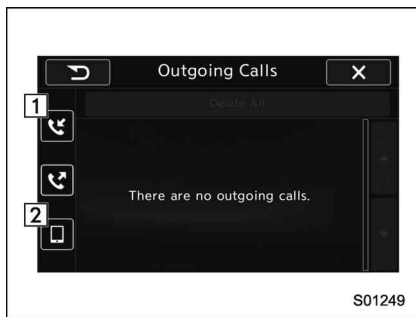 Outgoing Calls
1
Delete All
There are no outgoing calls.
2
S01249